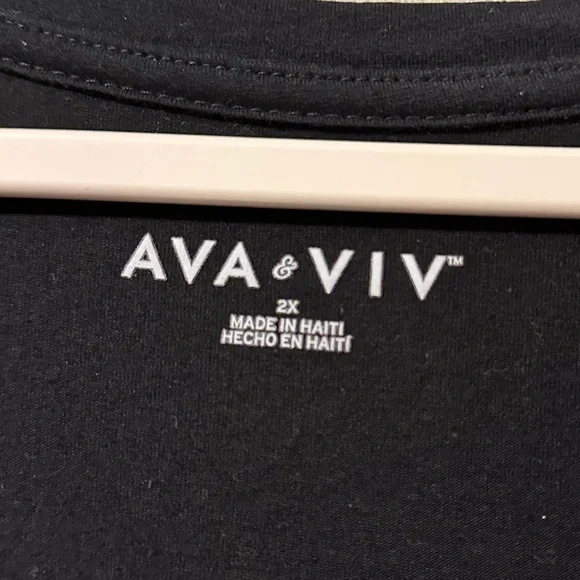 AVA & VIV™
2X
MADE IN HAITI
HECHO EN HAITÍ